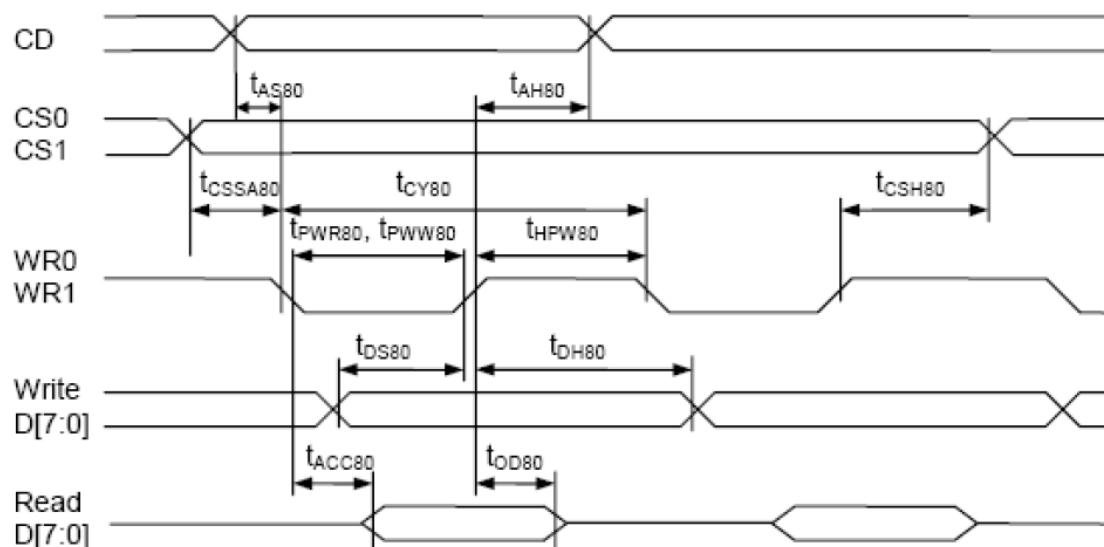 CD
tAS80
tAH80
CS0
CS1
tCSSA80
tCY80
tCSH80
tPWR80, tPWW80
tHPW80
WR0
WR1
tDS80
tDH80
Write
D[7:0]
tACC80
tOD80
Read
D[7:0]